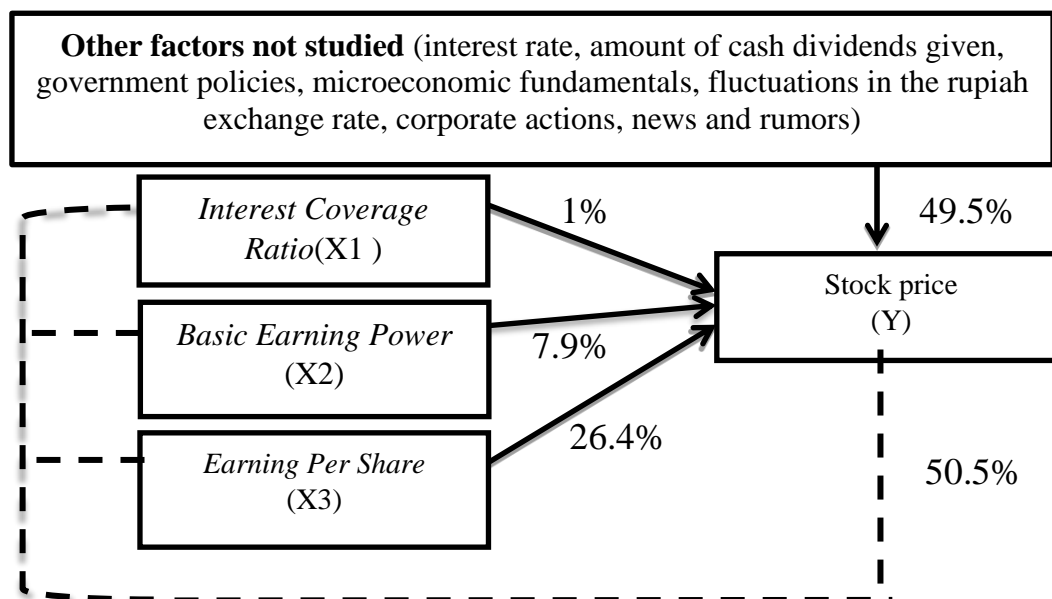 Other factors not studied (interest rate, amount of cash dividends given,
government policies, microeconomic fundamentals, fluctuations in the rupiah
exchange rate, corporate actions, news and rumors)
Interest Coverage
Ratio(X1 )
1%
49.5%
Stock price
(Y)
Basic Earning Power
(X2)
7.9%
26.4%
Earning Per Share
(X3)
50.5%